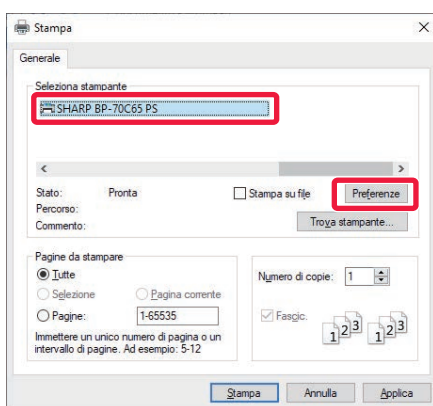 Stampa
Generale
Seleziona stampante
SHARP BP-70C65 PS
Stato: Pronta
Stampa su file
Preferenze
Percorso:
Commento:
Trova stampante...
Pagine da stampare
Tutte
Selezione
Pagina corrente
Pagine: 1-65535
Immettere un unico numero di pagina o un
intervallo di pagine. Ad esempio: 5-12
Numero di copie: 1
Fascic.
1 2 3 1 2 3
Stampa
Annulla
Applica